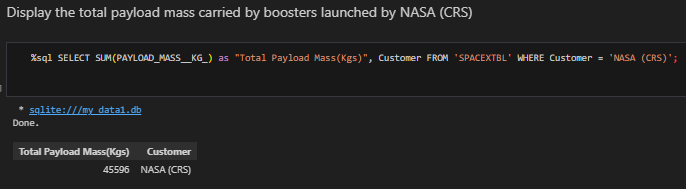 Display the total payload mass carried by boosters launched by NASA (CRS)
%sql SELECT SUM(PAYLOAD_MASS__KG_) as "Total Payload Mass(Kgs)", Customer FROM 'SPACEXTBL' WHERE Customer = 'NASA (CRS)';
* sqlite:///my_data1.db
Done.
Total Payload Mass(Kgs) Customer
45596 NASA (CRS)